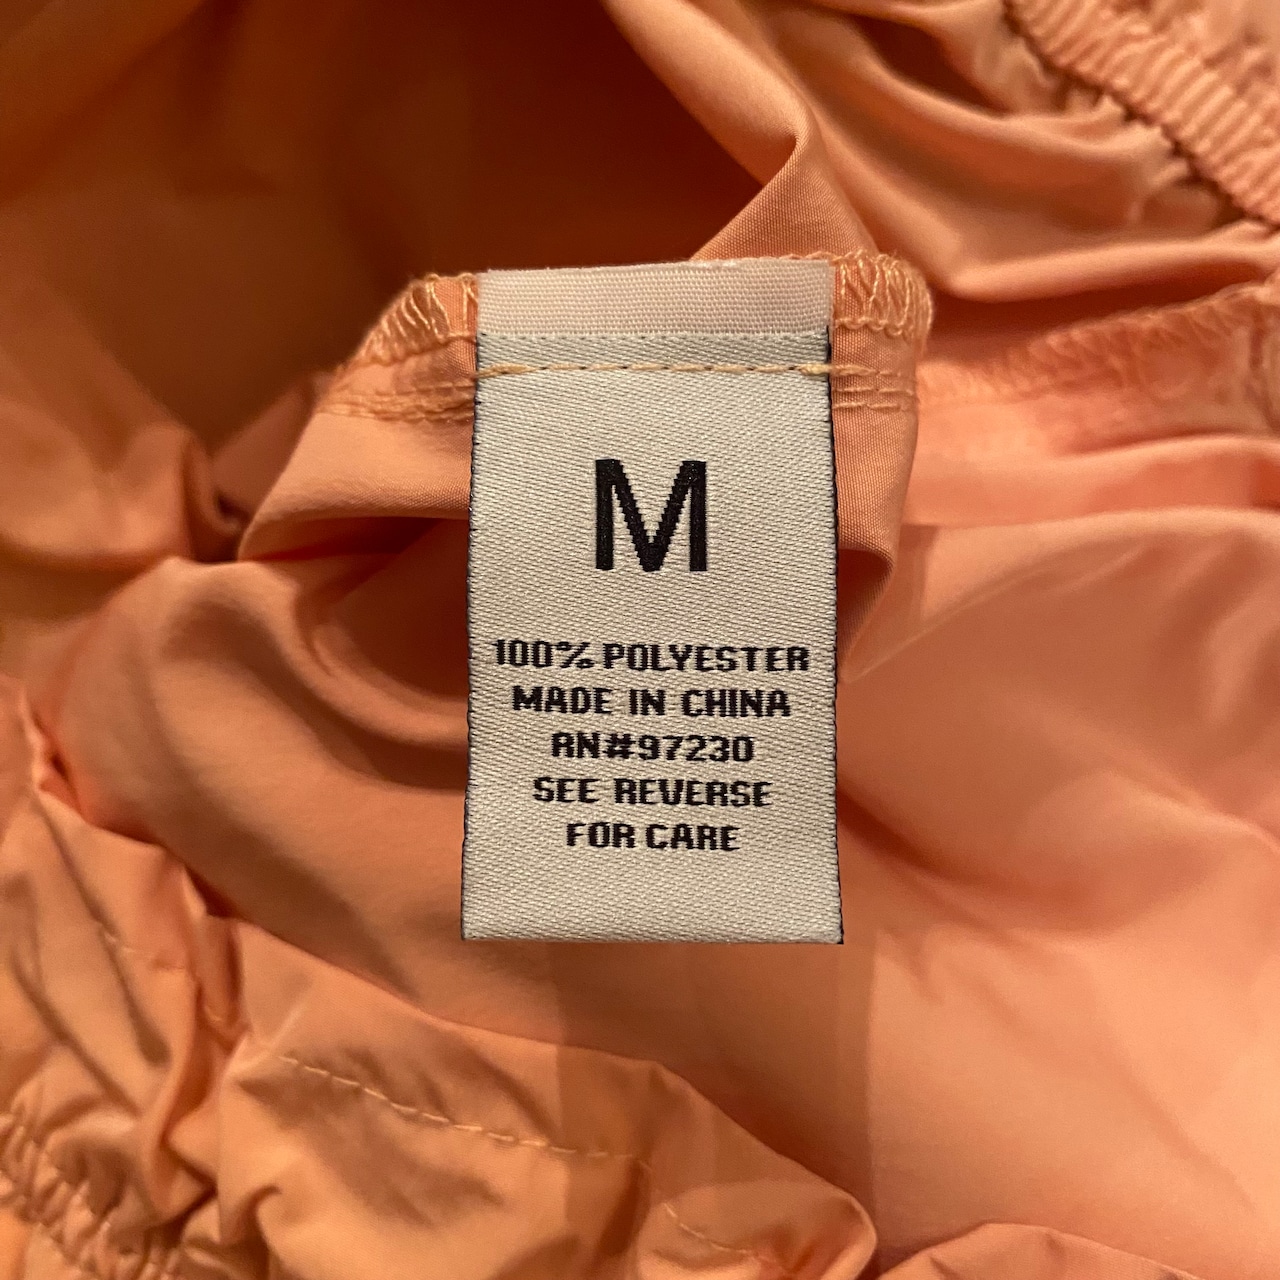 M
100% POLYESTER
MADE IN CHINA
RN#97230
SEE REVERSE
FOR CARE